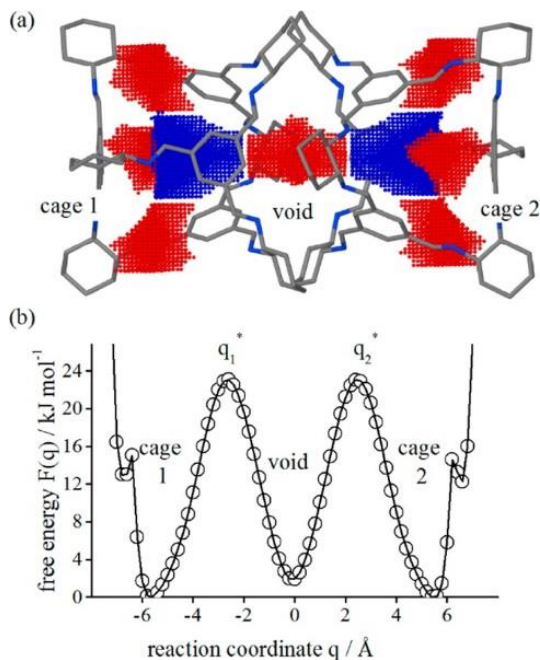 (a)
cage 1
void
cage 2
(b)
q₁*
q₂*
24
20
16
12
8
4
0
cage
1
void
cage
2
free energy F(q) / kJ mol⁻¹
-6 -4 -2 0 2 4 6
reaction coordinate q / Å